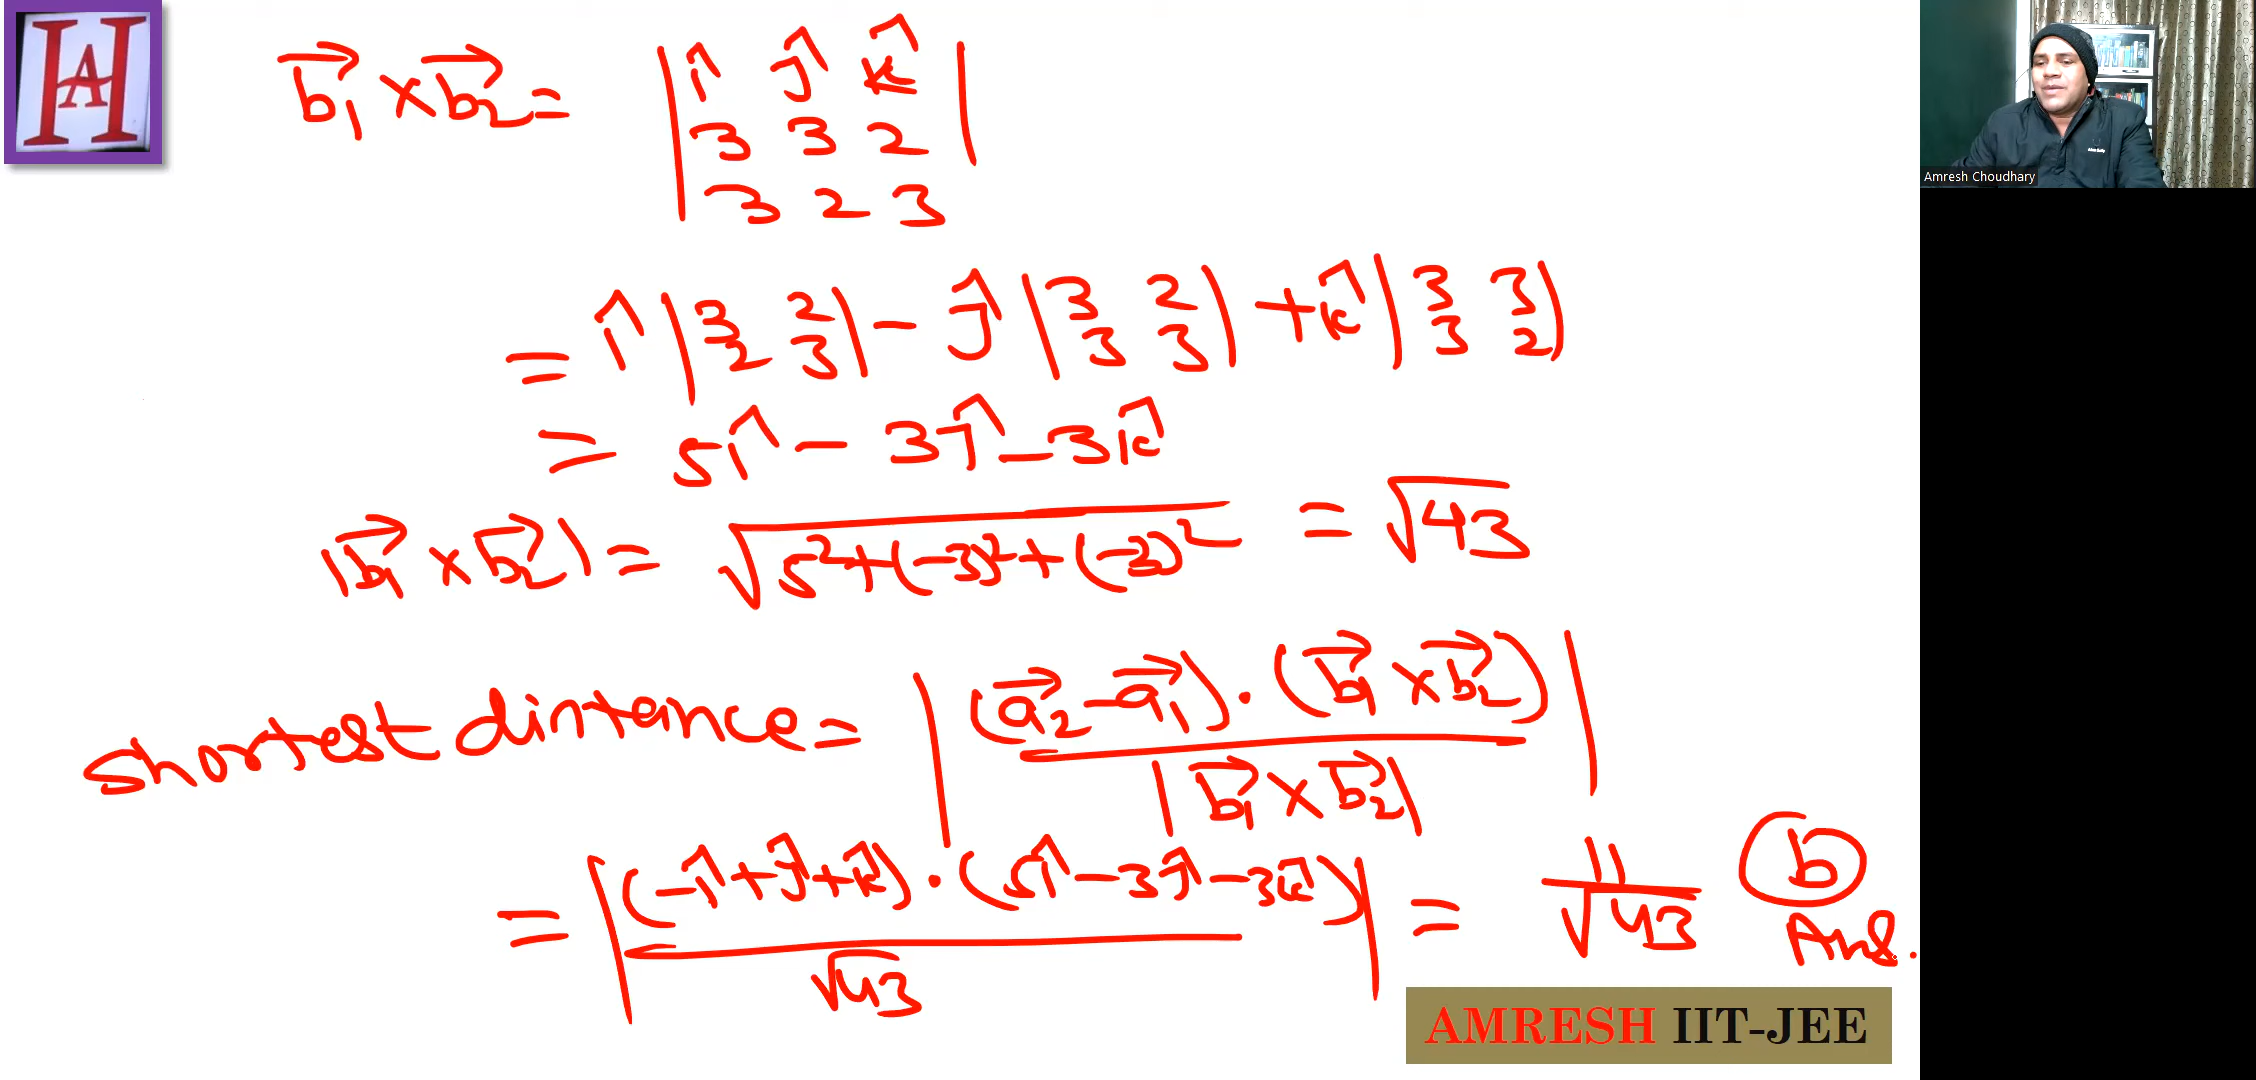 HA
b₁⃗ × b₂⃗ = | î ĵ k̂ |
3 3 2
3 2 3
= î |3 2| − ĵ |3 2| + k̂ |3 3|
2 3 3 3 3 2
= 5î − 3ĵ − 3k̂
|b₁⃗ × b₂⃗| = √5²+(−3)²+(−3)² = √43
Shortest dinteince = | (a₂⃗ − a₁⃗) · (b₁⃗ × b₂⃗) |
|b₁⃗ × b₂⃗|
= | (−î + ĵ + k̂) · (5î − 3ĵ − 3k̂) | = 11/√43 b
√43
Ans.
AMRESH IIT-JEE
Amresh Choudhary